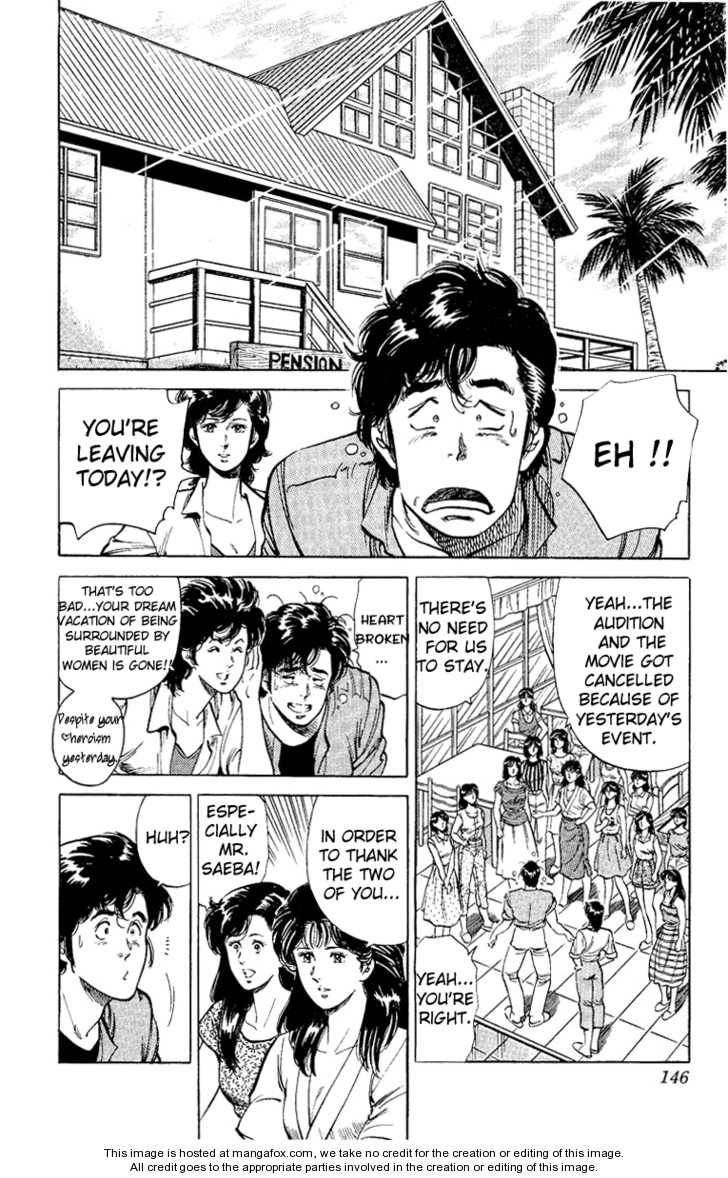 PENSION
EH !!
YOU'RE
LEAVING
TODAY!?
YEAH...THE
AUDITION
AND THE
MOVIE GOT
CANCELLED
BECAUSE OF
YESTERDAY'S
EVENT.
THERE'S
NO NEED
FOR US
TO STAY.
YEAH...
YOU'RE
RIGHT.
HEART
BROKEN
...
THAT'S TOO
BAD...YOUR DREAM
VACATION OF BEING
SURROUNDED BY
BEAUTIFUL
WOMEN IS GONE!!
Despite your
♡heroism
yesterday.
IN ORDER
TO THANK
THE TWO
OF YOU...
ESPE-
CIALLY
MR.
SAEBA!
HUH?
146
This image is hosted at mangafox.com, we take no credit for the creation or editing of this image.
All credit goes to the appropriate parties involved in the creation or editing of this image.